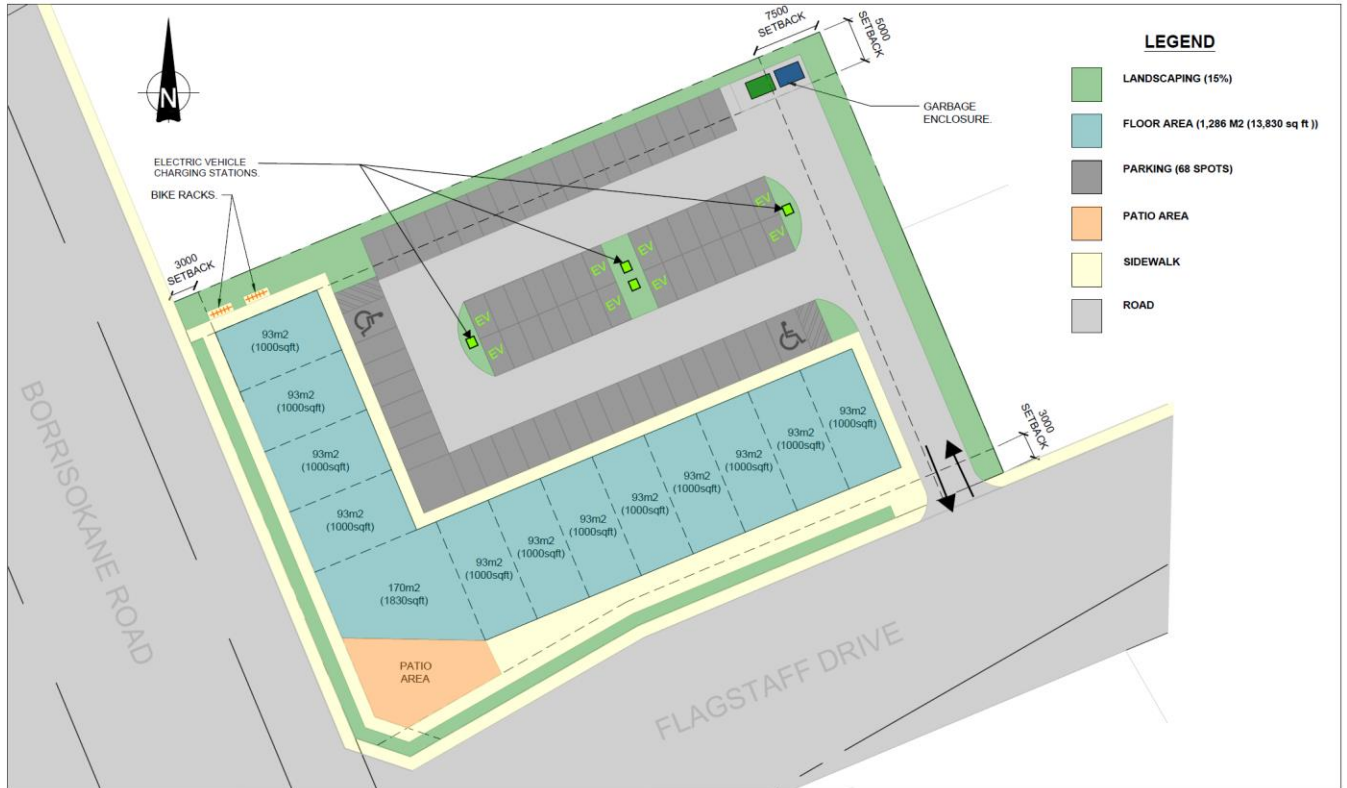 7500
SETBACK
5000
SETBACK
LEGEND
LANDSCAPING (15%)
FLOOR AREA (1,286 M2 (13,830 sq ft ))
PARKING (68 SPOTS)
PATIO AREA
SIDEWALK
ROAD
N
GARBAGE
ENCLOSURE.
ELECTRIC VEHICLE
CHARGING STATIONS.
BIKE RACKS.
3000
SETBACK
EV
EV
EV
EV
EV
EV
EV
EV
93m2
(1000sqft)
93m2
(1000sqft)
93m2
(1000sqft)
93m2
(1000sqft)
170m2
(1830sqft)
93m2
(1000sqft)
93m2
(1000sqft)
93m2
(1000sqft)
93m2
(1000sqft)
93m2
(1000sqft)
93m2
(1000sqft)
93m2
(1000sqft)
93m2
(1000sqft)
3000
SETBACK
PATIO
AREA
BORRISOKANE ROAD
FLAGSTAFF DRIVE